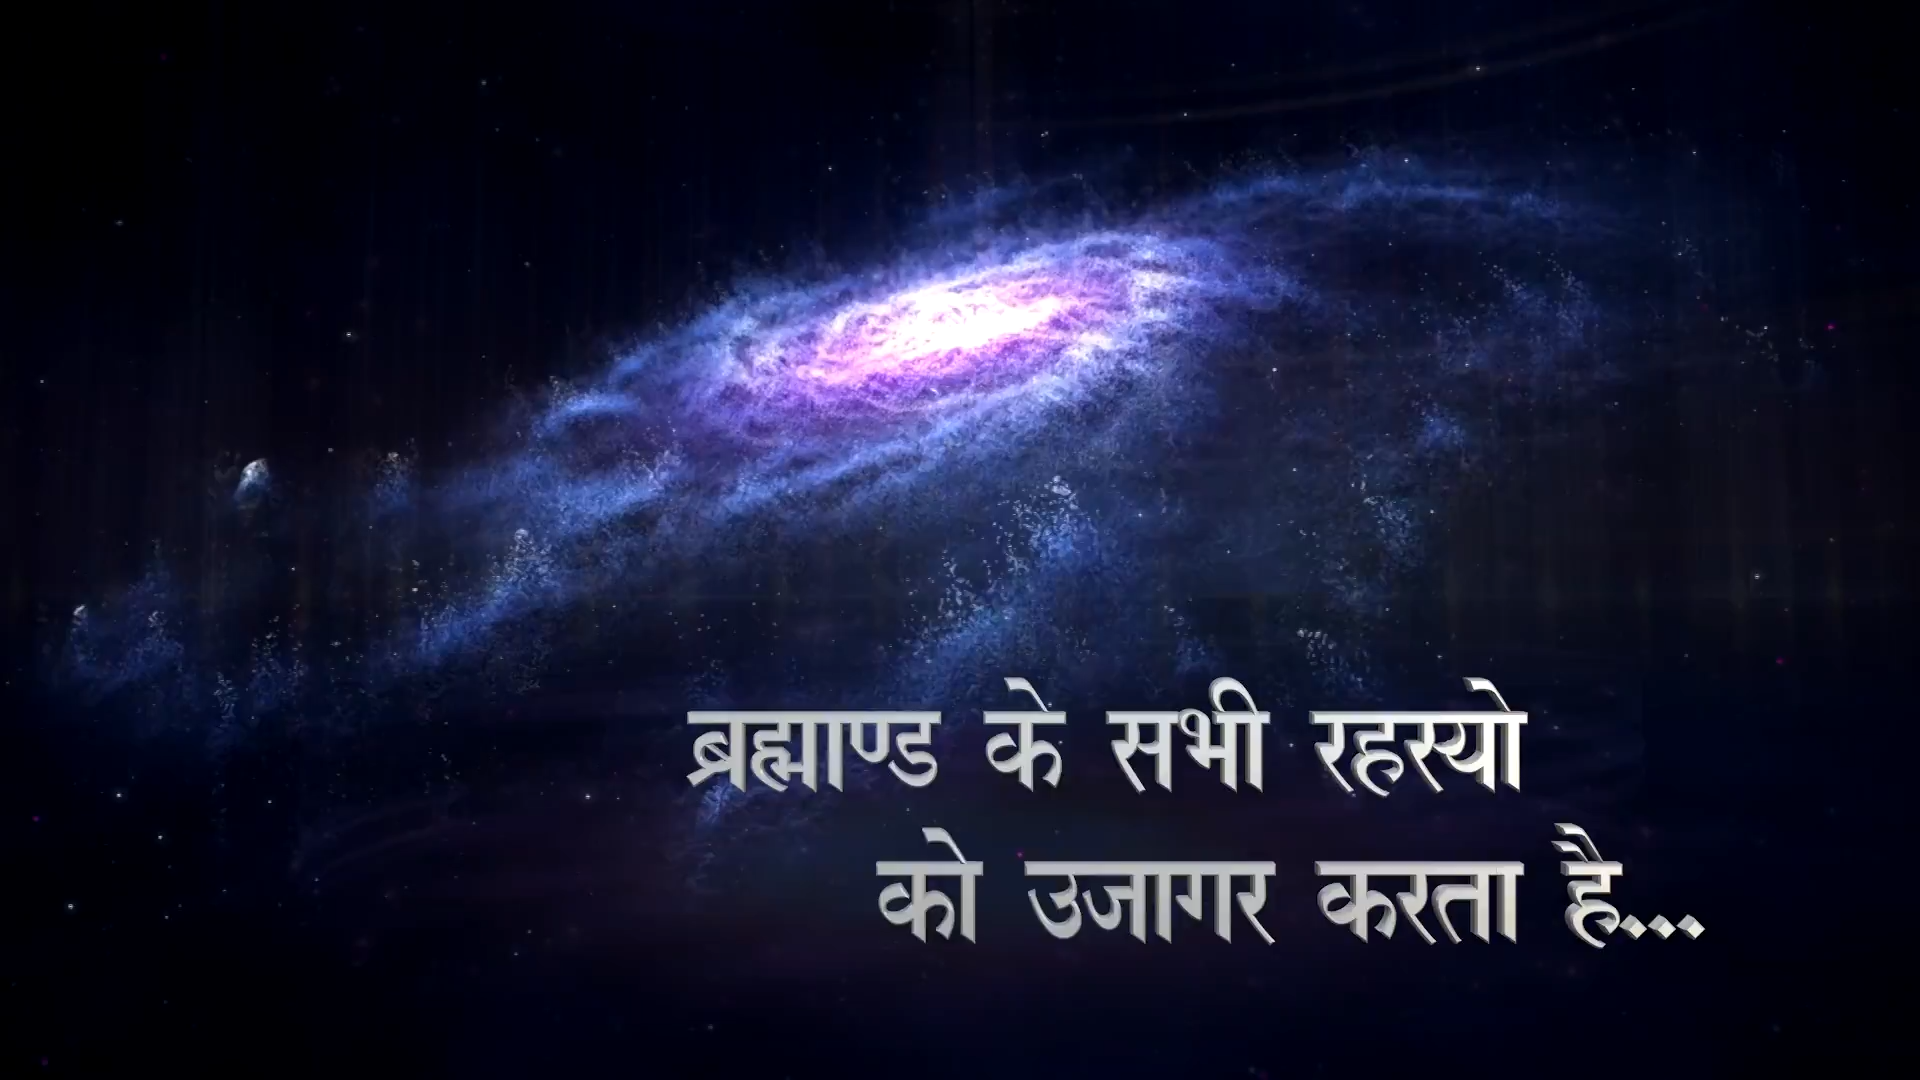 ब्रह्माण्ड के सभी रहस्यो
को उजागर करता है...